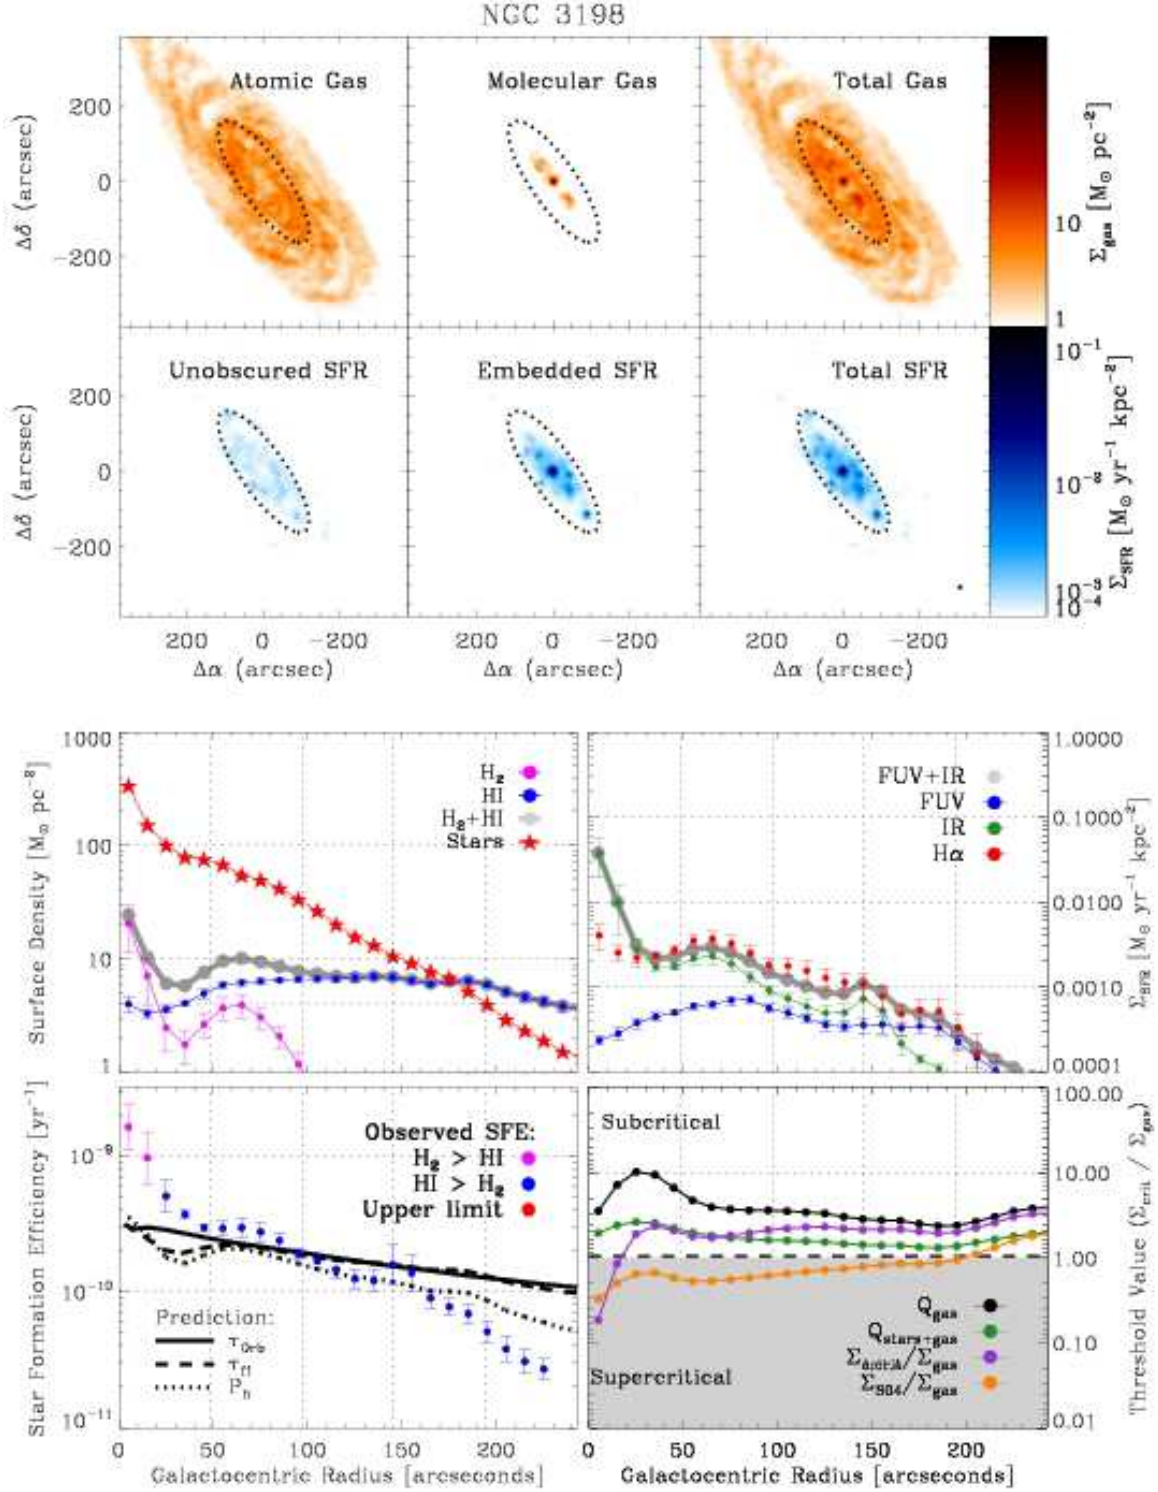 NGC 3198
Atomic Gas
Molecular Gas
Total Gas
200
0
−200
Δδ (arcsec)
10
1
Σgas [M⊙ pc−2]
Unobscured SFR
Embedded SFR
Total SFR
200
0
−200
Δδ (arcsec)
10−1
10−2
10−3
10−4
ΣSFR [M⊙ yr−1 kpc−2]
200 0 −200
200 0 −200
200 0 −200
Δα (arcsec)
Δα (arcsec)
Δα (arcsec)
1000
100
10
1
Surface Density [M⊙ pc−2]
H2
HI
H2+HI
Stars
FUV+IR
FUV
IR
Hα
1.0000
0.1000
0.0100
0.0010
0.0001
ΣSFR [M⊙ yr−1 kpc−2]
10−9
10−10
10−11
Star Formation Efficiency [yr−1]
Observed SFE:
H2 > HI
HI > H2
Upper limit
Prediction:
τOrb
τff
Ph
0 50 100 150 200
Galactocentric Radius [arcseconds]
Subcritical
Supercritical
Qgas
Qstars+gas
Σcrit,A/Σgas
ΣS04/Σgas
100.00
10.00
1.00
0.10
0.01
Threshold Value (Σcrit / Σgas)
0 50 100 150 200
Galactocentric Radius [arcseconds]